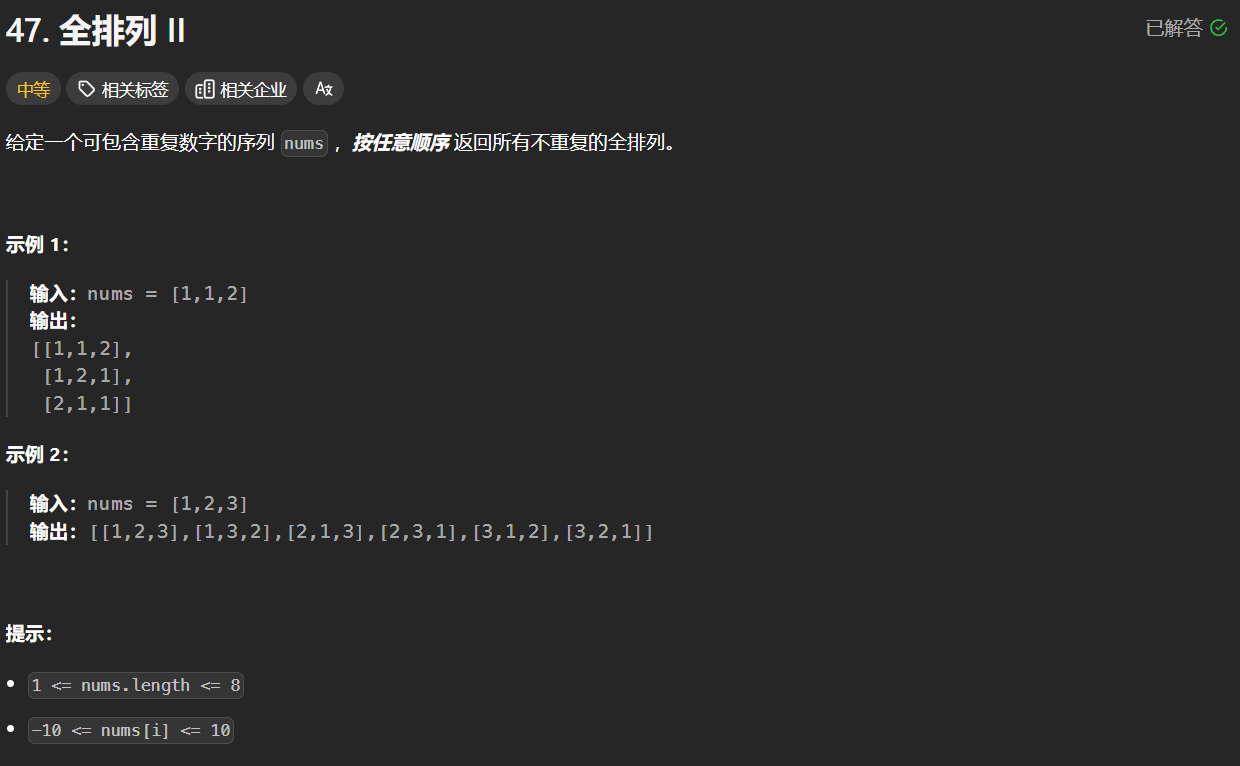 47. 全排列 II
已解答
中等 相关标签 相关企业 Ax
给定一个可包含重复数字的序列 nums ，按任意顺序 返回所有不重复的全排列。
示例 1：
输入：nums = [1,1,2]
输出：
[[1,1,2],
[1,2,1],
[2,1,1]]
示例 2：
输入：nums = [1,2,3]
输出：[[1,2,3],[1,3,2],[2,1,3],[2,3,1],[3,1,2],[3,2,1]]
提示：
• 1 <= nums.length <= 8
• -10 <= nums[i] <= 10